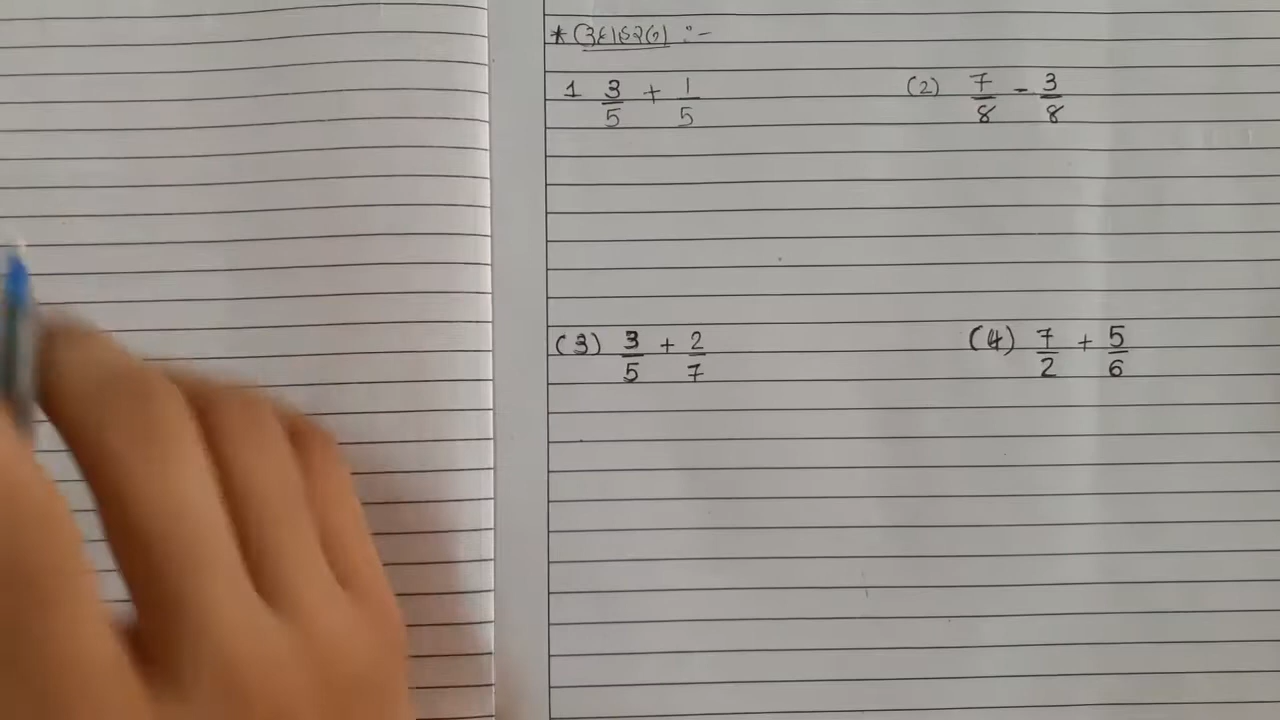 * ઉદાહરણ :-
1 3/5 + 1/5
(2) 7/8 - 3/8
(3) 3/5 + 2/7
(4) 7/2 + 5/6